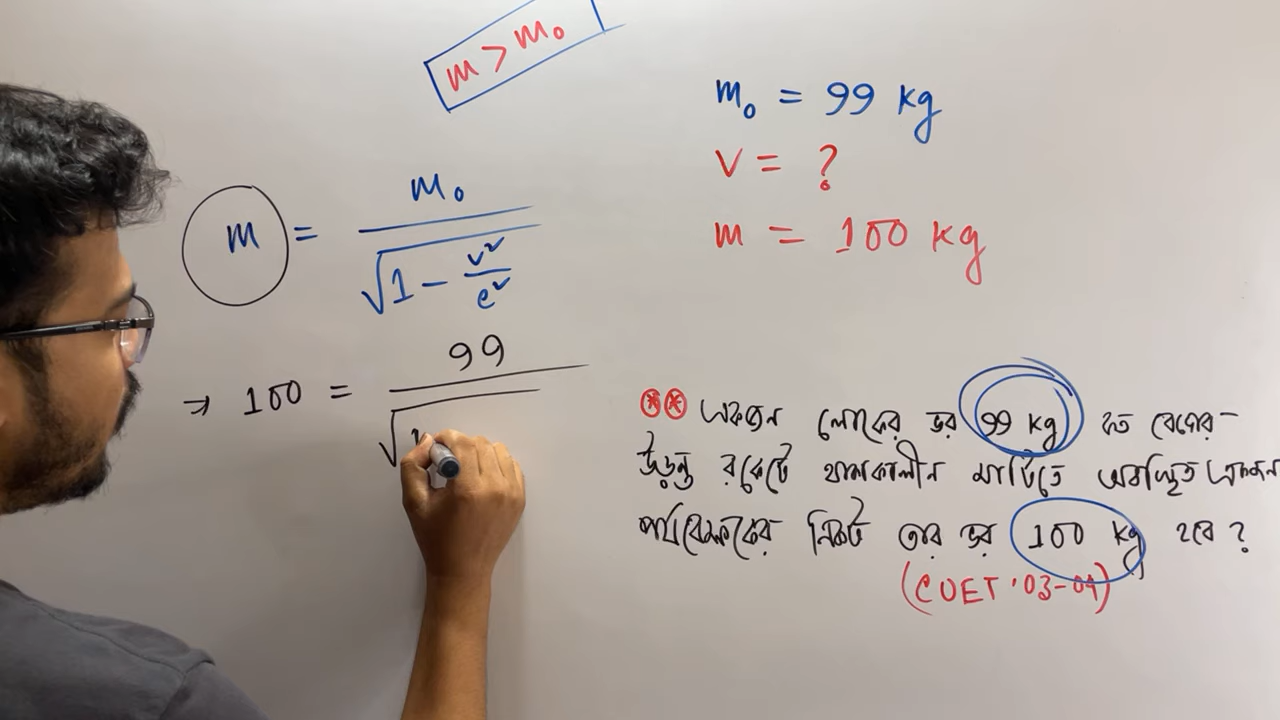 m > m₀
m₀ = 99 kg
v = ?
m = 100 kg
m = m₀ / √(1 - v²/c²)
→ 100 = 99 / √1
⊛⊛ একজন লোকের ভর 99 kg। কত বেগের-
উড়ন্ত রকেটে থাকাকালীন মাটিতে অবস্থিত একজন
পর্যবেক্ষকের নিকট তার ভর 100 kg হবে ?
(CUET '03-04)